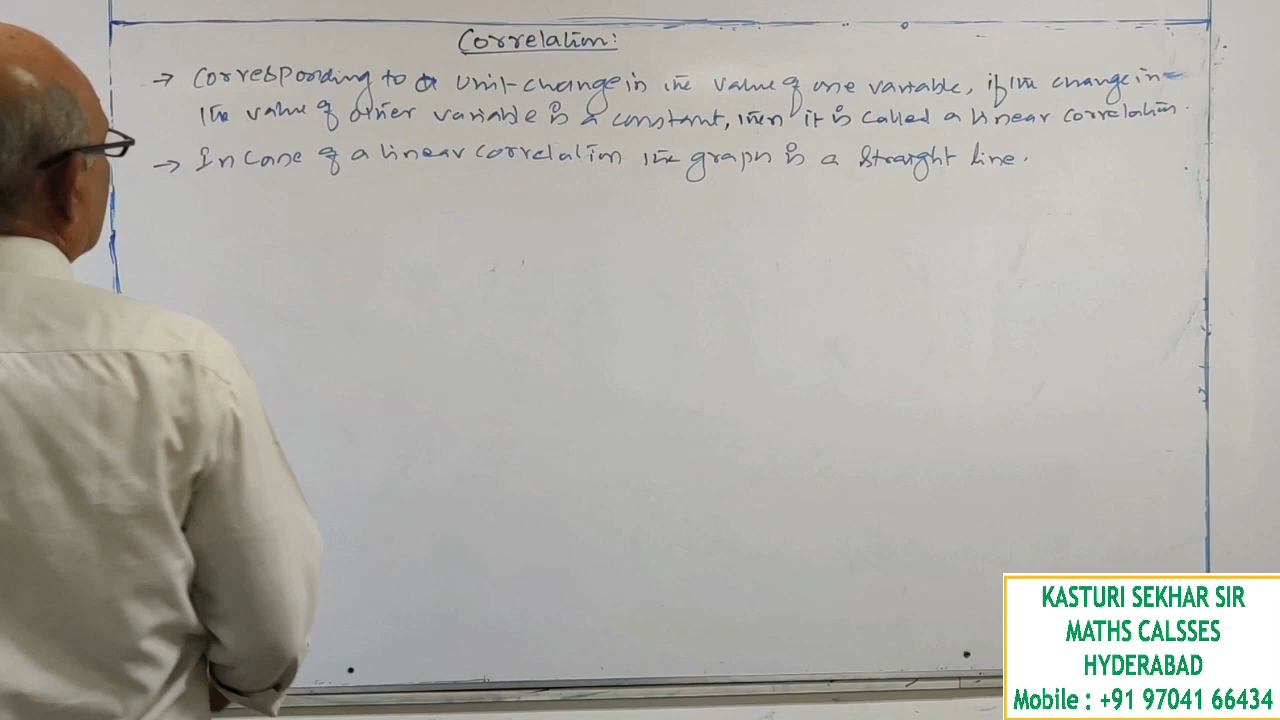 Correlation:
→ Corresponding to a unit change in the value of one variable, if the change in
the value of other variable is a constant, then it is called a linear correlation.
→ In case of a linear correlation the graph is a straight line.
KASTURI SEKHAR SIR
MATHS CALSSES
HYDERABAD
Mobile : +91 97041 66434